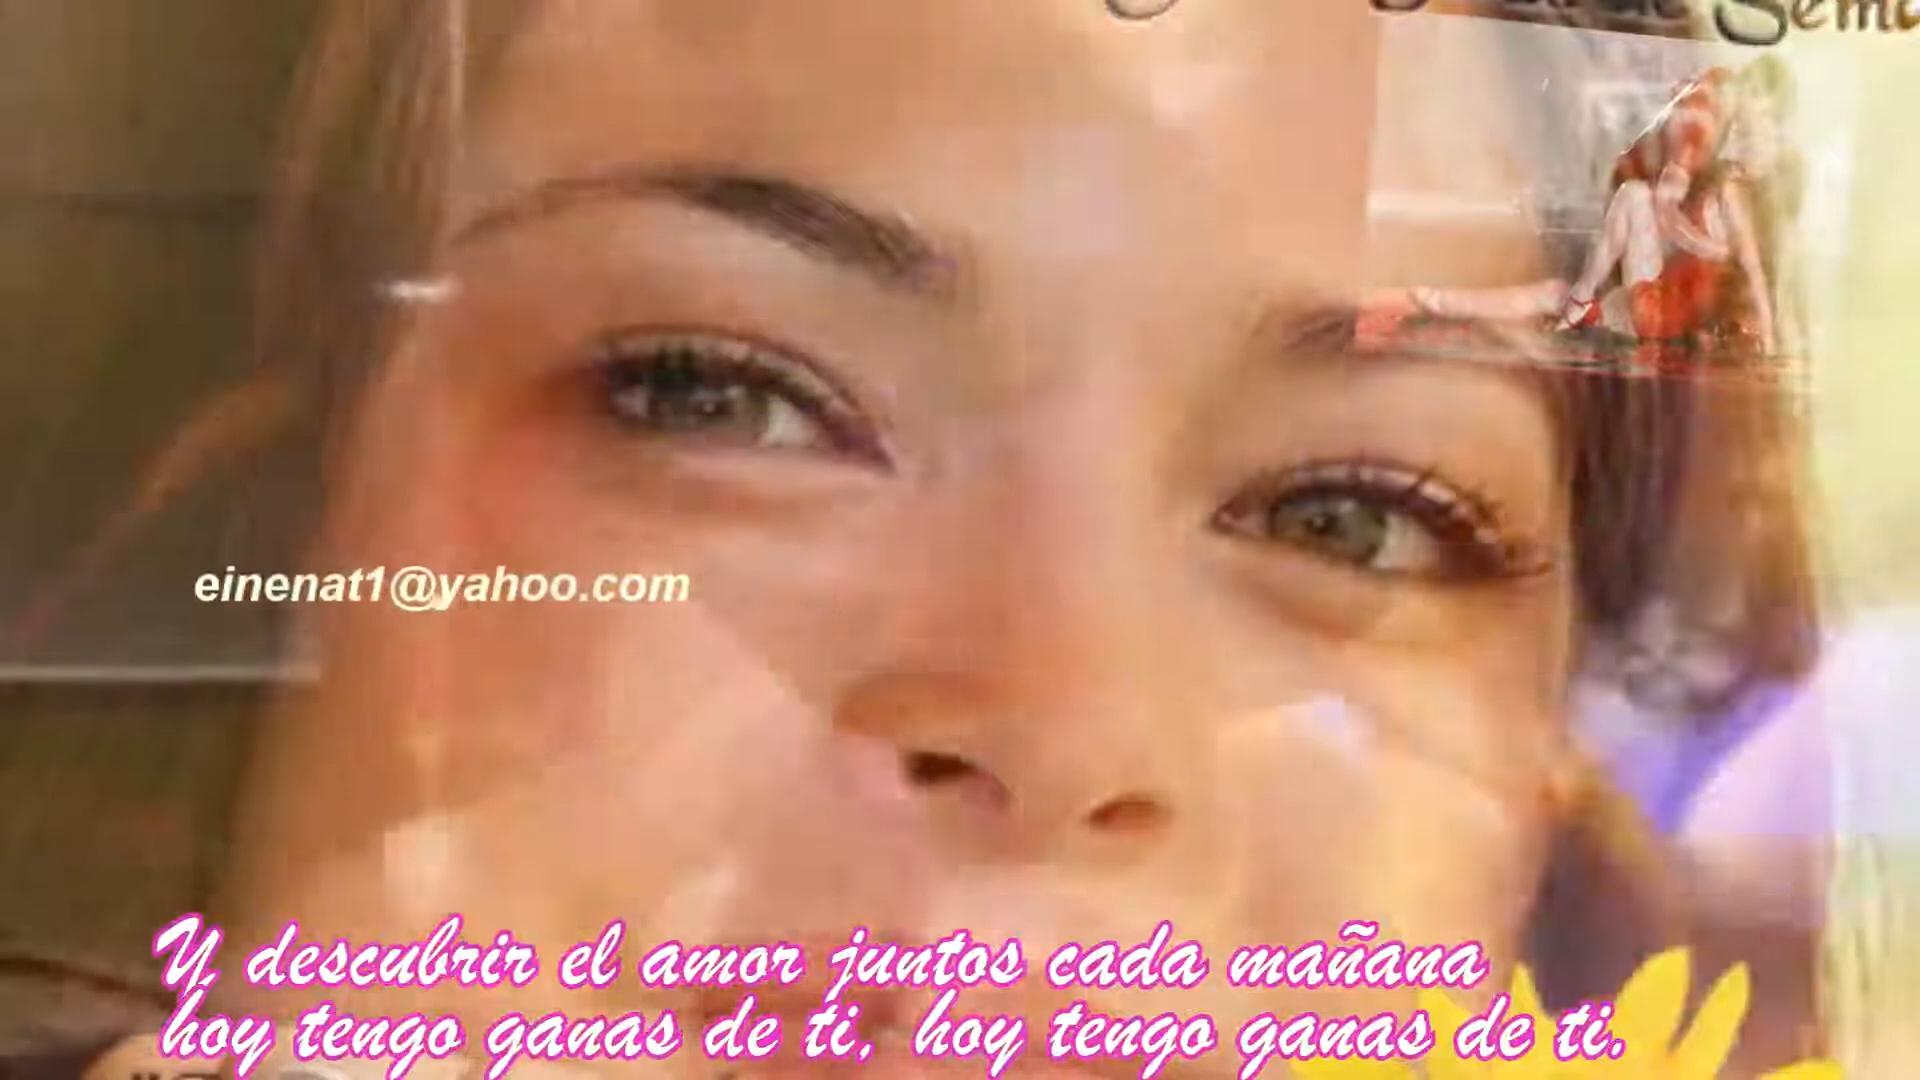 einenat1@yahoo.com
Y descubrir el amor juntos cada mañana
hoy tengo ganas de ti, hoy tengo ganas de ti.